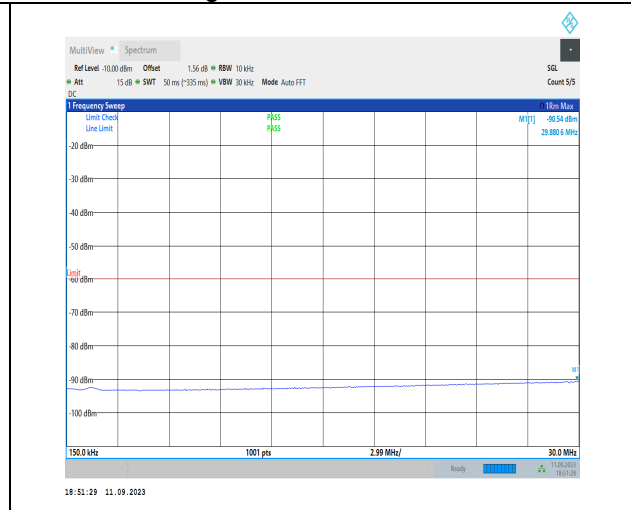 MultiView Spectrum
Ref Level -10.00 dBm Offset 1.56 dB RBW 10 kHz SGL
Att 15 dB SWT 50 ms (~335 ms) VBW 30 kHz Mode Auto FFT Count 5/5
DC
1 Frequency Sweep 1Rm Max
Limit Check PASS M1[1] -90.54 dBm
Line Limit PASS 29.880 6 MHz
-20 dBm
-30 dBm
-40 dBm
-50 dBm
Limit
-60 dBm
-70 dBm
-80 dBm
M1
-90 dBm
-100 dBm
150.0 kHz 1001 pts 2.99 MHz/ 30.0 MHz
Ready 11.09.2023
18:51:28
18:51:29 11.09.2023